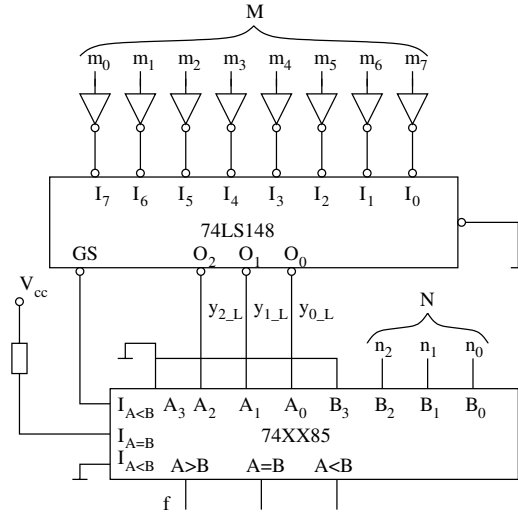 M
m0 m1 m2 m3 m4 m5 m6 m7
I7 I6 I5 I4 I3 I2 I1 I0
74LS148
GS O2 O1 O0
Vcc
y2_L y1_L y0_L
N
n2 n1 n0
IA<B A3 A2 A1 A0 B3 B2 B1 B0
IA=B
74XX85
IA<B A>B A=B A<B
f